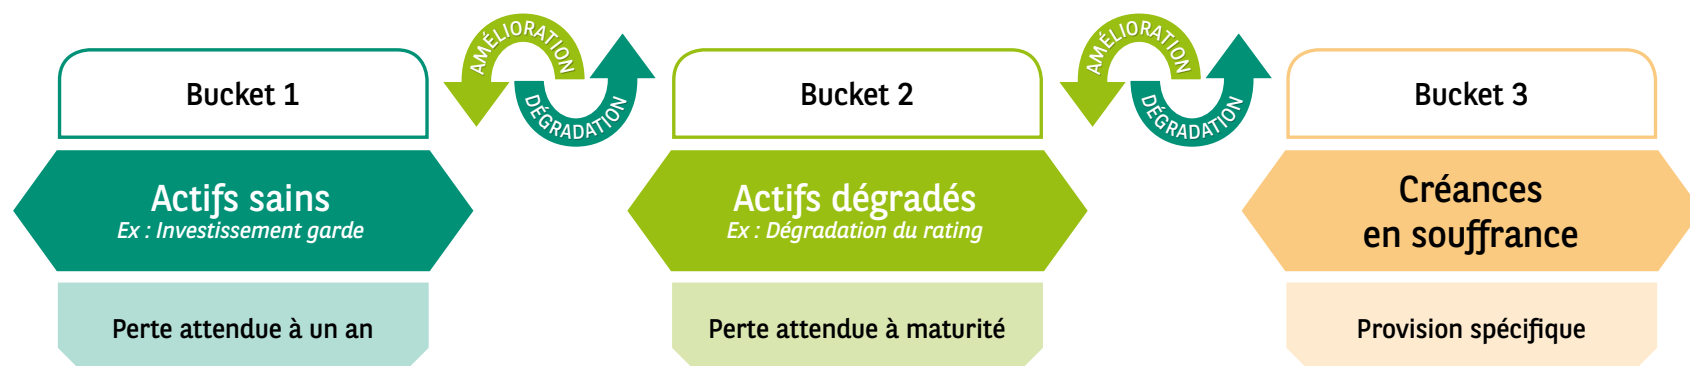 Bucket 1
AMÉLIORATION
DÉGRADATION
Bucket 2
AMÉLIORATION
DÉGRADATION
Bucket 3
Actifs sains
Ex : Investissement garde
Actifs dégradés
Ex : Dégradation du rating
Créances
en souffrance
Perte attendue à un an
Perte attendue à maturité
Provision spécifique